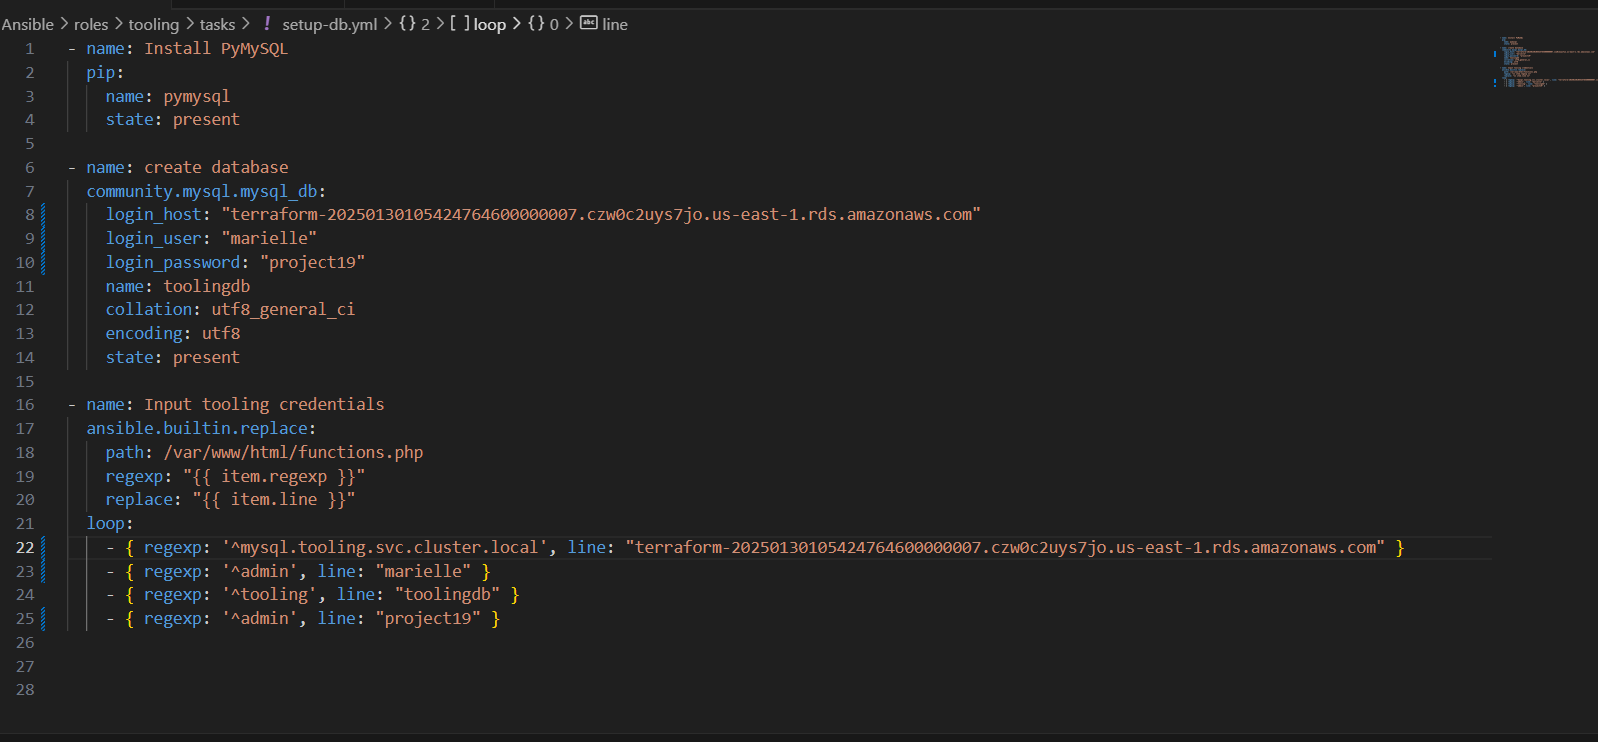 Ansible > roles > tooling > tasks > ! setup-db.yml > {} 2 > [ ] loop > {} 0 > abc line
1 - name: Install PyMySQL
2 pip:
3 name: pymysql
4 state: present
5
6 - name: create database
7 community.mysql.mysql_db:
8 login_host: "terraform-20250130105424764600000007.czw0c2uys7jo.us-east-1.rds.amazonaws.com"
9 login_user: "marielle"
10 login_password: "project19"
11 name: toolingdb
12 collation: utf8_general_ci
13 encoding: utf8
14 state: present
15
16 - name: Input tooling credentials
17 ansible.builtin.replace:
18 path: /var/www/html/functions.php
19 regexp: "{{ item.regexp }}"
20 replace: "{{ item.line }}"
21 loop:
22 - { regexp: '^mysql.tooling.svc.cluster.local', line: "terraform-20250130105424764600000007.czw0c2uys7jo.us-east-1.rds.amazonaws.com" }
23 - { regexp: '^admin', line: "marielle" }
24 - { regexp: '^tooling', line: "toolingdb" }
25 - { regexp: '^admin', line: "project19" }
26
27
28